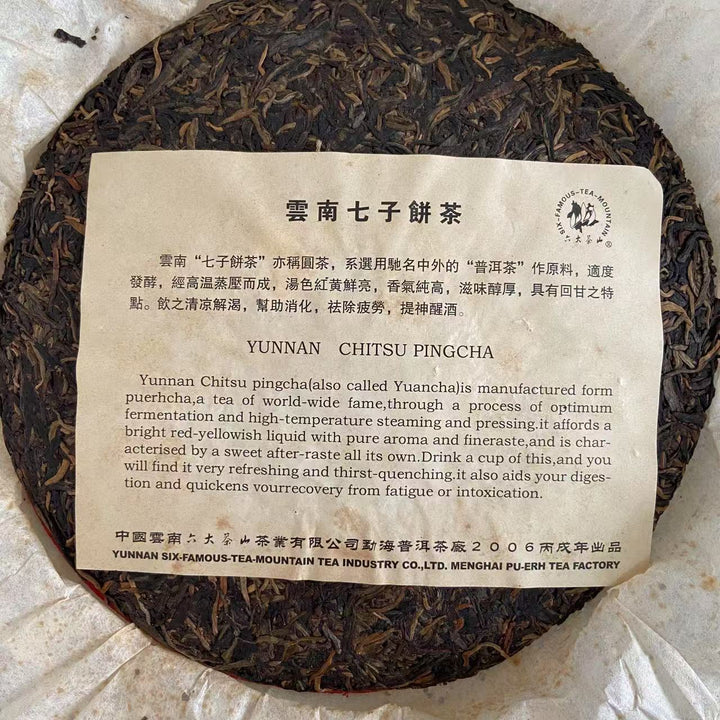 雲南七子餅茶
SIX-FAMOUS-TEA-MOUNTAIN
六大茶山®
雲南“七子餅茶”亦稱圓茶，系選用馳名中外的“普洱茶”作原料，適度
發酵，經高温蒸壓而成，湯色紅黄鮮亮，香氣純高，滋味醇厚，具有回甘之特
點。飲之清凉解渴，幫助消化，祛除疲勞，提神醒酒。
YUNNAN CHITSU PINGCHA
Yunnan Chitsu pingcha(also called Yuancha)is manufactured form
puerhcha,a tea of world-wide fame,through a process of optimum
fermentation and high-temperature steaming and pressing.it affords a
bright red-yellowish liquid with pure aroma and fineraste,and is char-
acterised by a sweet after-raste all its own.Drink a cup of this,and you
will find it very refreshing and thirst-quenching.it also aids your diges-
tion and quickens vourrecovery from fatigue or intoxication.
中國雲南六大茶山茶業有限公司勐海普洱茶廠2006丙戌年出品
YUNNAN SIX-FAMOUS-TEA-MOUNTAIN TEA INDUSTRY CO.,LTD. MENGHAI PU-ERH TEA FACTORY